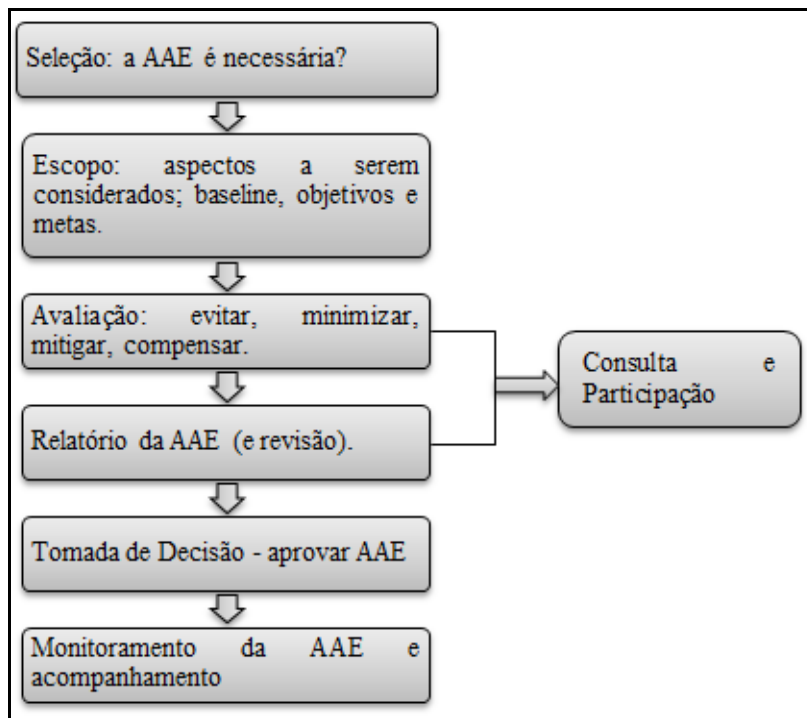 Seleção: a AAE é necessária?
Escopo: aspectos a serem
considerados; baseline, objetivos e
metas.
Avaliação: evitar, minimizar,
mitigar, compensar.
Consulta e
Participação
Relatório da AAE (e revisão).
Tomada de Decisão - aprovar AAE
Monitoramento da AAE e
acompanhamento